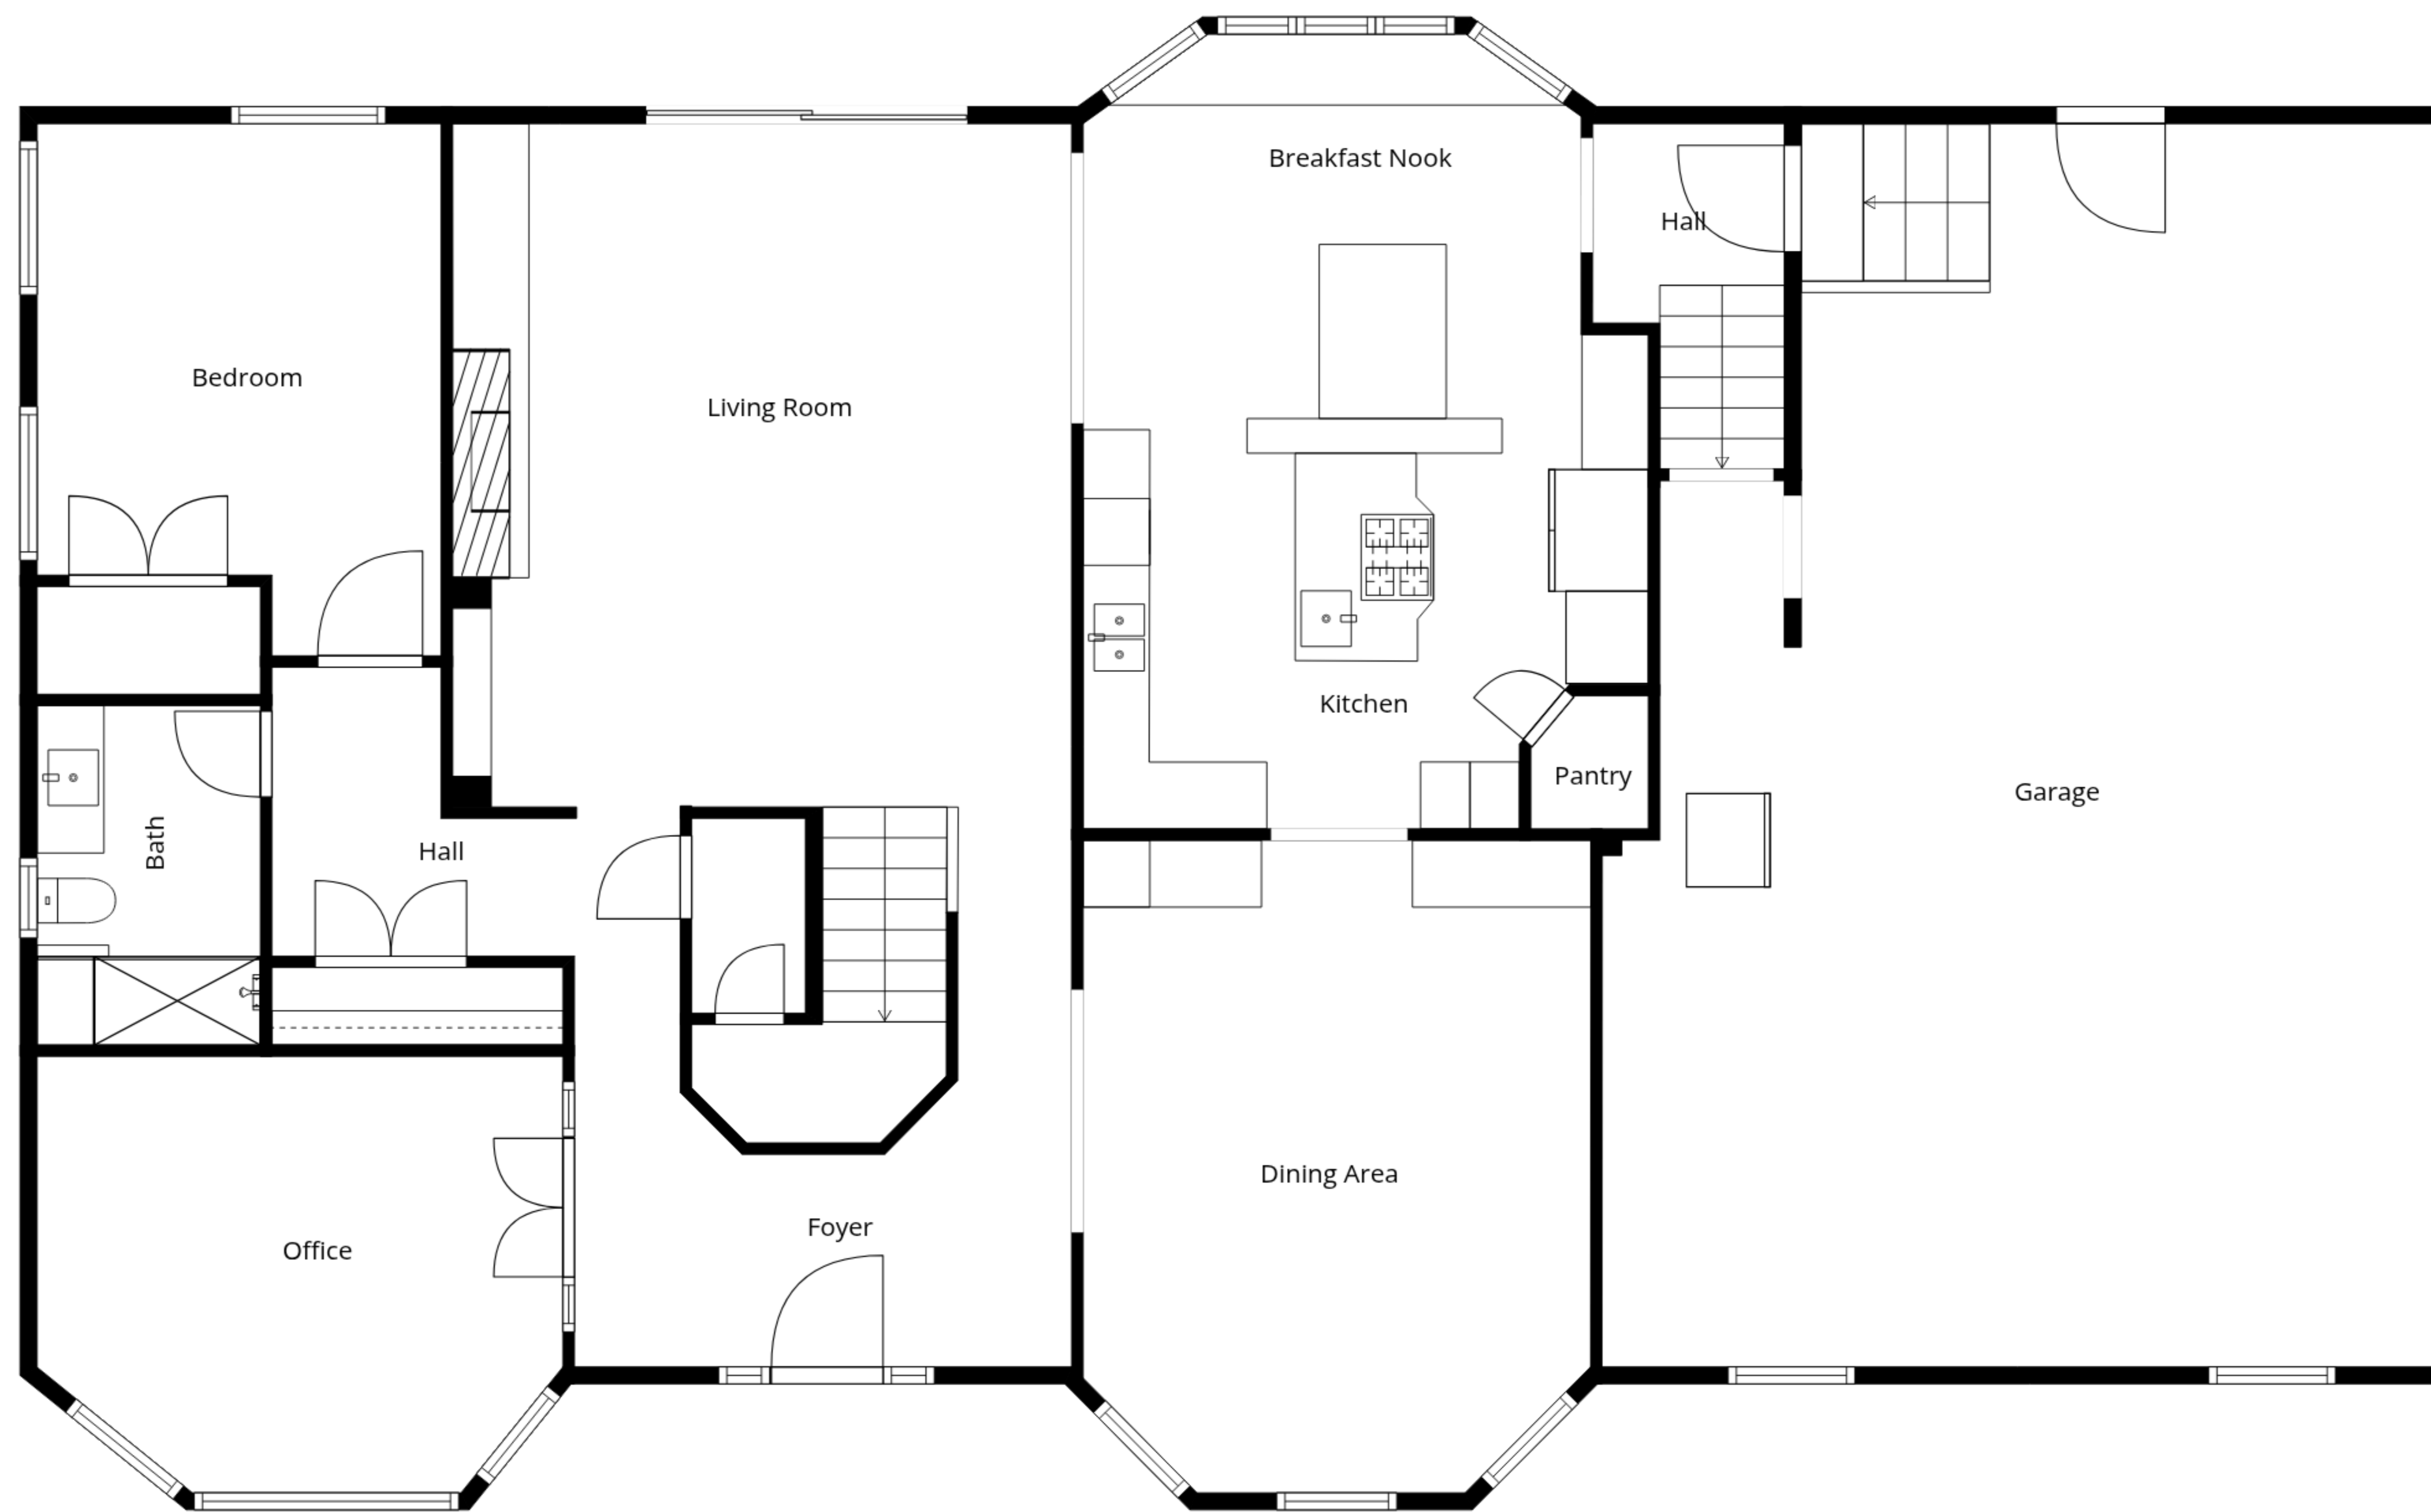 Breakfast Nook
Hall
Bedroom
Living Room
Kitchen
Pantry
Garage
Bath
Hall
Dining Area
Foyer
Office